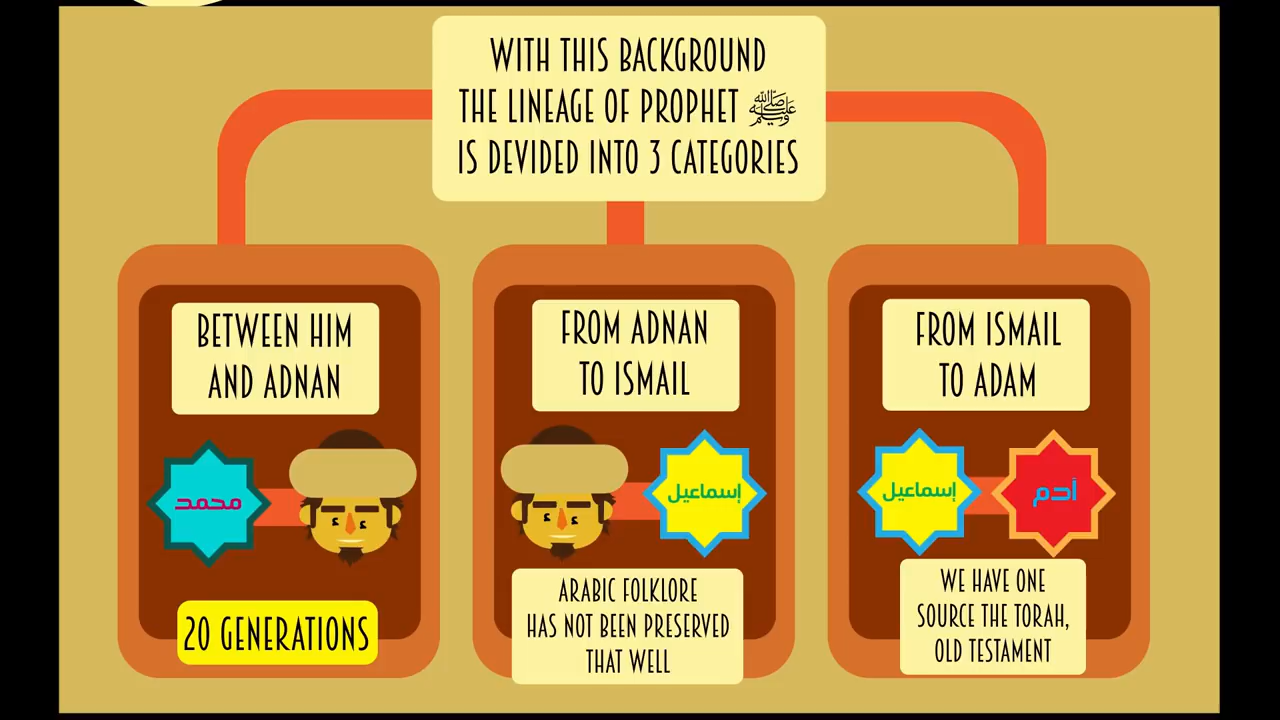 WITH THIS BACKGROUND
THE LINEAGE OF PROPHET ﷺ
IS DEVIDED INTO 3 CATEGORIES
BETWEEN HIM
AND ADNAN
محمد
20 GENERATIONS
FROM ADNAN
TO ISMAIL
إسماعيل
ARABIC FOLKLORE
HAS NOT BEEN PRESERVED
THAT WELL
FROM ISMAIL
TO ADAM
إسماعيل
آدم
WE HAVE ONE
SOURCE THE TORAH,
OLD TESTAMENT